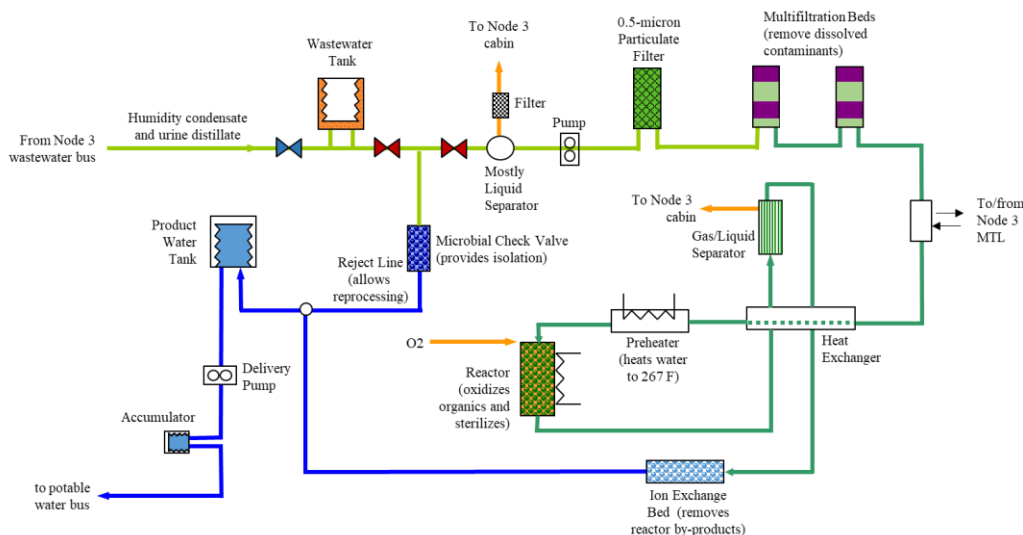 Wastewater
Tank
To Node 3
cabin
0.5-micron
Particulate
Filter
Multifiltration Beds
(remove dissolved
contaminants)
Filter
Pump
Humidity condensate
and urine distillate
From Node 3
wastewater bus
Mostly
Liquid
Separator
To Node 3
cabin
To/from
Node 3
MTL
Product
Water
Tank
Gas/Liquid
Separator
Microbial Check Valve
(provides isolation)
Reject Line
(allows
reprocessing)
O2
Preheater
(heats water
to 267 F)
Heat
Exchanger
Reactor
(oxidizes
organics and
sterilizes)
Delivery
Pump
Accumulator
to potable
water bus
Ion Exchange
Bed (removes
reactor by-products)